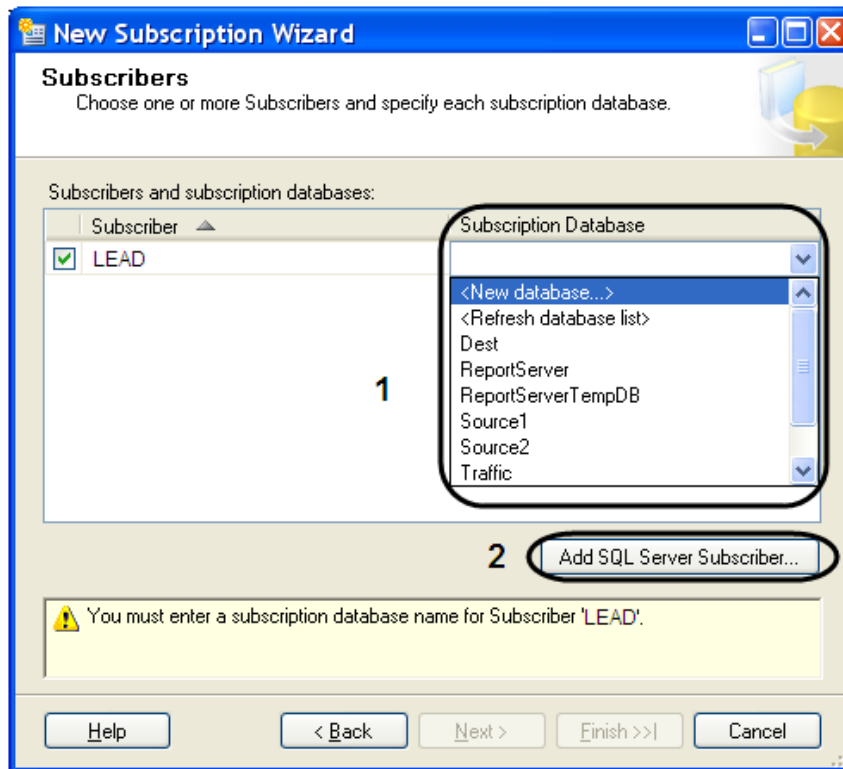 New Subscription Wizard
Subscribers
Choose one or more Subscribers and specify each subscription database.
Subscribers and subscription databases:
Subscriber Subscription Database
LEAD
<New database...>
<Refresh database list>
Dest
ReportServer
ReportServerTempDB
Source1
Source2
Traffic
1
2 Add SQL Server Subscriber...
You must enter a subscription database name for Subscriber 'LEAD'.
Help < Back Next > Finish >>| Cancel